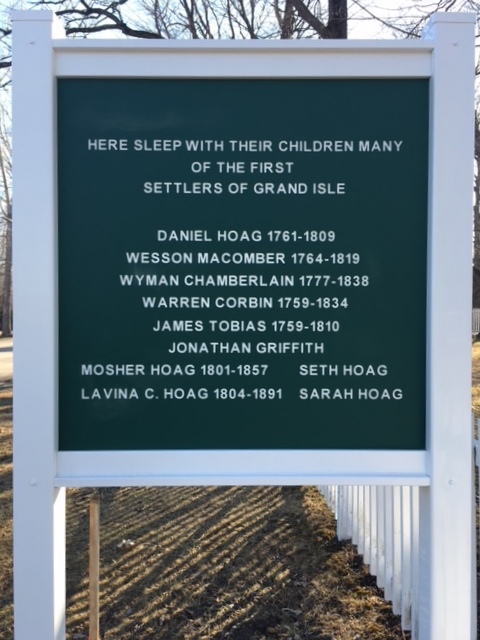 HERE SLEEP WITH THEIR CHILDREN MANY
OF THE FIRST
SETTLERS OF GRAND ISLE
DANIEL HOAG 1761-1809
WESSON MACOMBER 1764-1819
WYMAN CHAMBERLAIN 1777-1838
WARREN CORBIN 1759-1834
JAMES TOBIAS 1759-1810
JONATHAN GRIFFITH
MOSHER HOAG 1801-1857 SETH HOAG
LAVINA C. HOAG 1804-1891 SARAH HOAG